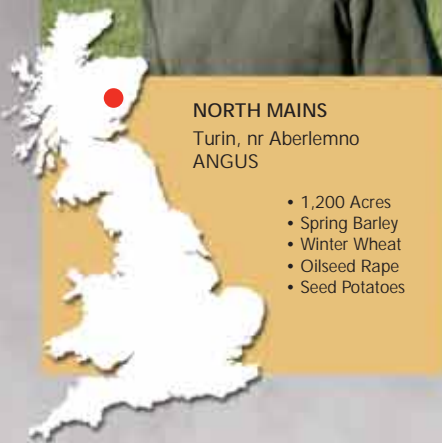 NORTH MAINS
Turin, nr Aberlemno
ANGUS
• 1,200 Acres
• Spring Barley
• Winter Wheat
• Oilseed Rape
• Seed Potatoes